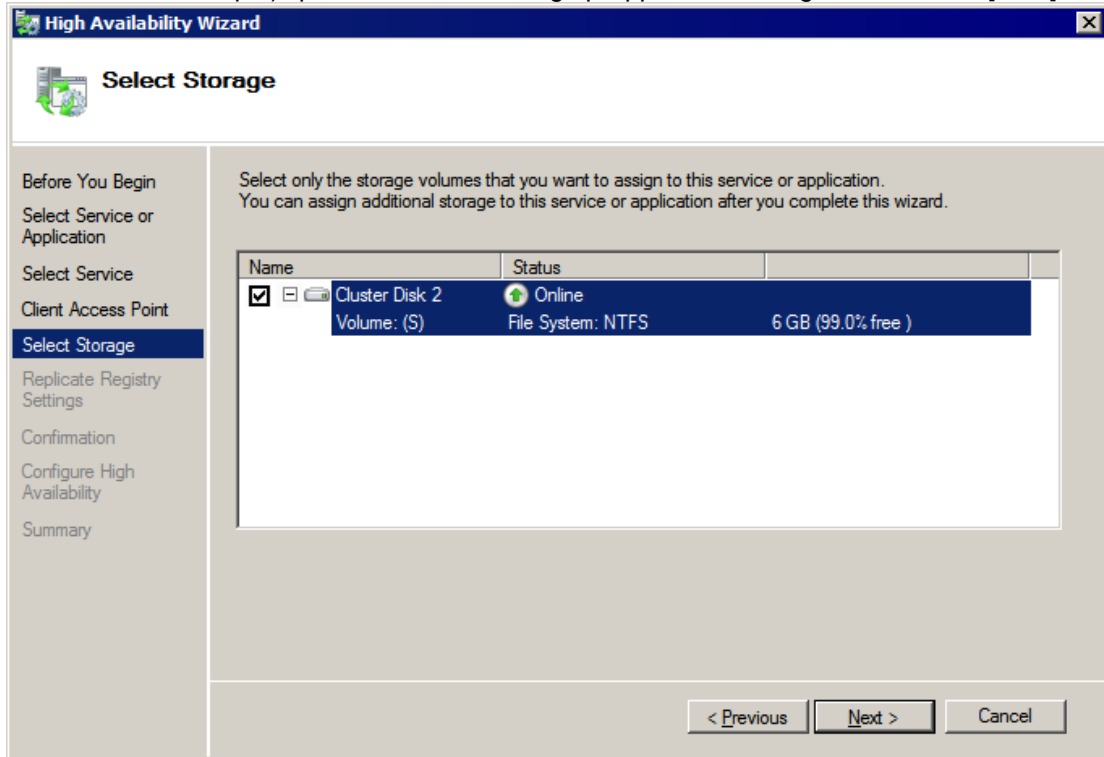 High Availability Wizard
Select Storage
Before You Begin
Select Service or
Application
Select Service
Client Access Point
Select Storage
Replicate Registry
Settings
Confirmation
Configure High
Availability
Summary
Select only the storage volumes that you want to assign to this service or application.
You can assign additional storage to this service or application after you complete this wizard.
Name Status
Cluster Disk 2 Online
Volume: (S) File System: NTFS 6 GB (99.0% free )
< Previous Next > Cancel